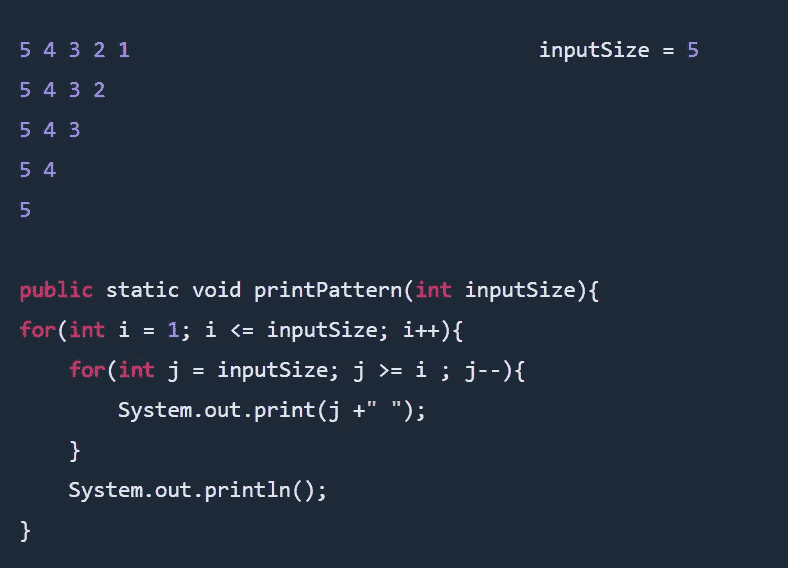 5 4 3 2 1 inputSize = 5
5 4 3 2
5 4 3
5 4
5
public static void printPattern(int inputSize){
for(int i = 1; i <= inputSize; i++){
    for(int j = inputSize; j >= i ; j--){
        System.out.print(j +" ");
    }
    System.out.println();
}